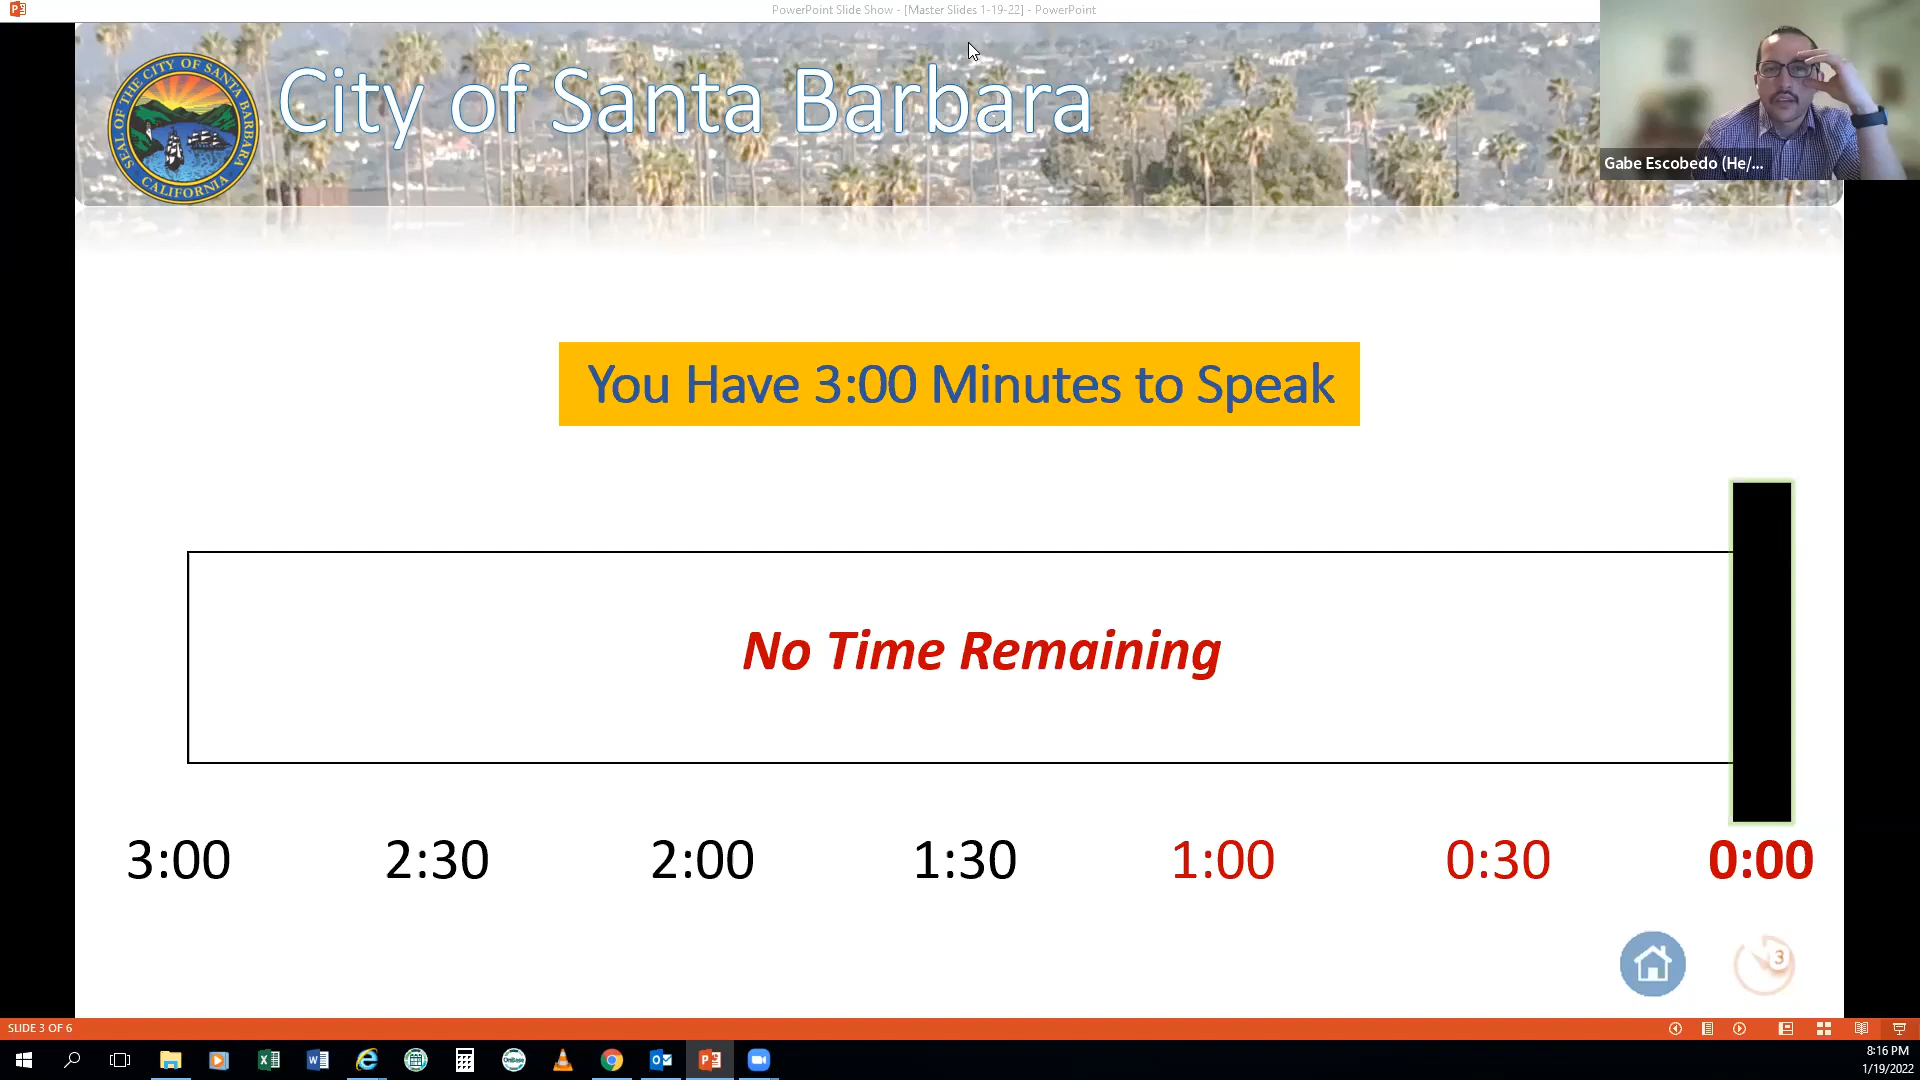 PowerPoint Slide Show - [Master Slides 1-19-22] - PowerPoint
SEAL OF THE CITY OF SANTA BARBARA
CALIFORNIA
City of Santa Barbara
Gabe Escobedo (He/...
You Have 3:00 Minutes to Speak
No Time Remaining
3:00 2:30 2:00 1:30 1:00 0:30 0:00
3
SLIDE 3 OF 6
OnBase
8:16 PM
1/19/2022